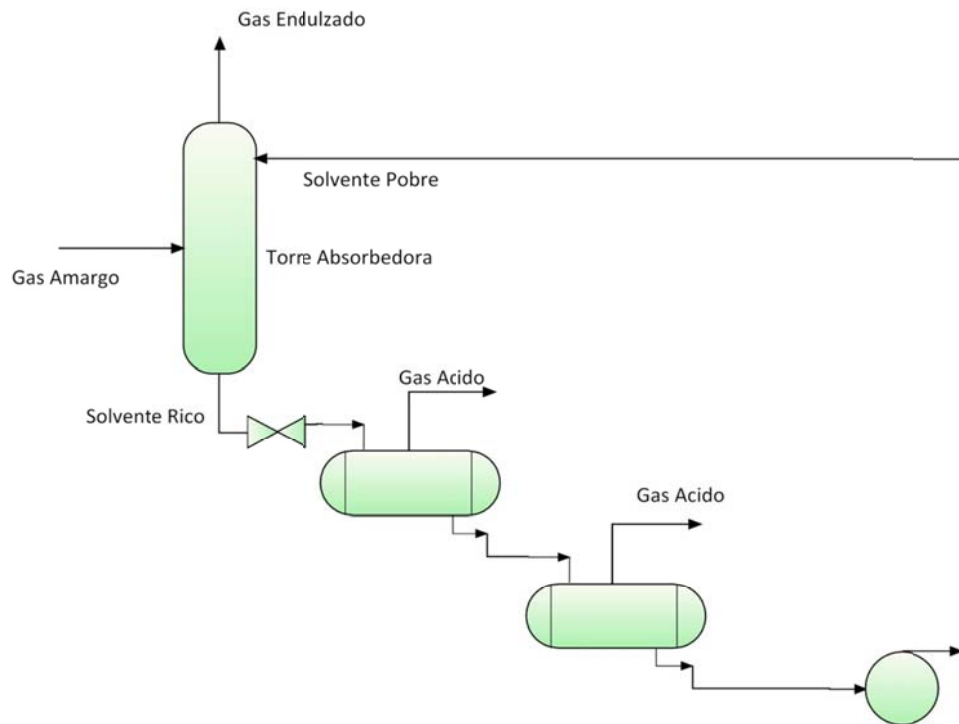 Gas Endulzado
Solvente Pobre
Torre Absorbedora
Gas Amargo
Gas Acido
Solvente Rico
Gas Acido